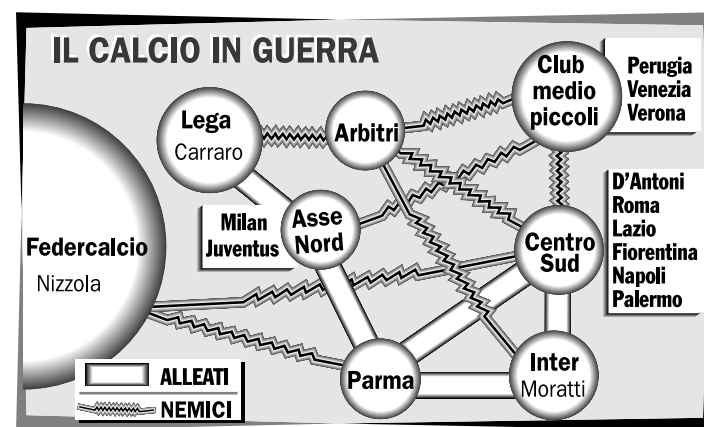 IL CALCIO IN GUERRA
Club
medio
piccoli
Perugia
Venezia
Verona
Lega
Carraro
Arbitri
Milan
Juventus
Asse
Nord
D'Antoni
Roma
Lazio
Fiorentina
Napoli
Palermo
Centro
Sud
Federcalcio
Nizzola
Parma
Inter
Moratti
ALLEATI
NEMICI